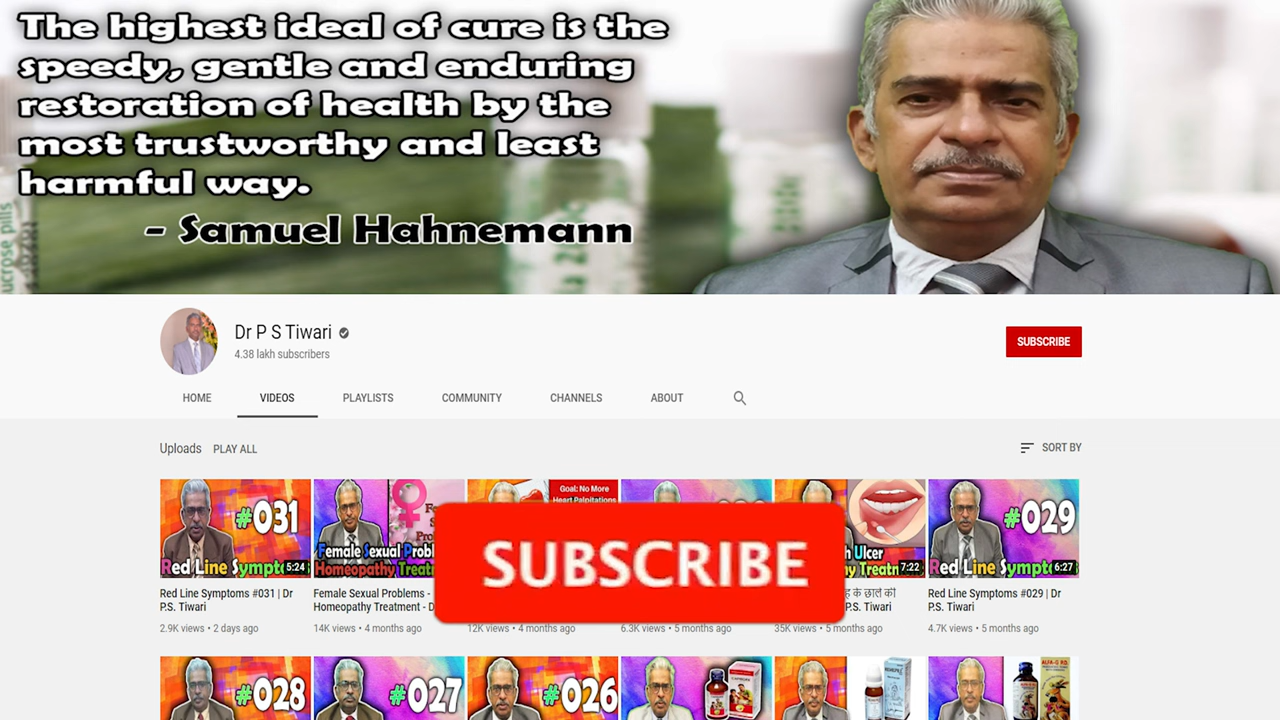 The highest ideal of cure is the
speedy, gentle and enduring
restoration of health by the
most trustworthy and least
harmful way.
- Samuel Hahnemann
ucrose pills
Dr P S Tiwari
4.38 lakh subscribers
SUBSCRIBE
HOME VIDEOS PLAYLISTS COMMUNITY CHANNELS ABOUT
Uploads PLAY ALL SORT BY
#031
Red Line Sympto
5:24
Female Sexual Probl
Homeopathy Treat
Goal: No More
Heart Palpitations
h Ulcer
7:22
#029
Red Line Sympto
6:27
SUBSCRIBE
Red Line Symptoms #031 | Dr
P.S. Tiwari
2.9K views • 2 days ago
Female Sexual Problems -
Homeopathy Treatment - D
14K views • 4 months ago
12K views • 4 months ago
6.3K views • 5 months ago
ह के छाले की
P.S. Tiwari
35K views • 5 months ago
Red Line Symptoms #029 | Dr
P.S. Tiwari
4.7K views • 5 months ago
#028
#027
#026